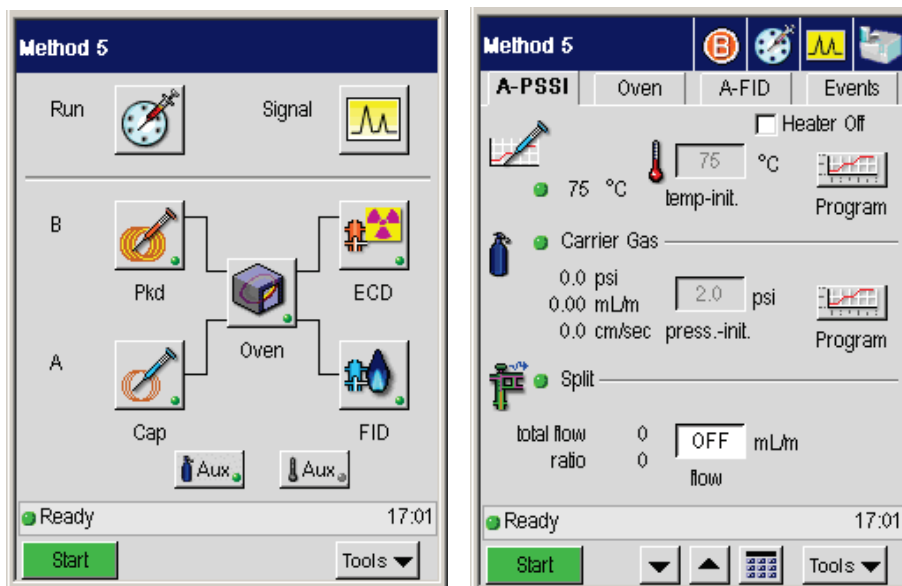 Method 5
Run Signal
B
Pkd ECD
Oven
A
Cap FID
Aux Aux
Ready 17:01
Start Tools
Method 5
B
A-PSSI Oven A-FID Events
Heater Off
75 °C 75 °C
temp-init. Program
Carrier Gas
0.0 psi
0.00 mL/m 2.0 psi
0.0 cm/sec press.-init. Program
Split
total flow 0 OFF mL/m
ratio 0
flow
Ready 17:01
Start Tools